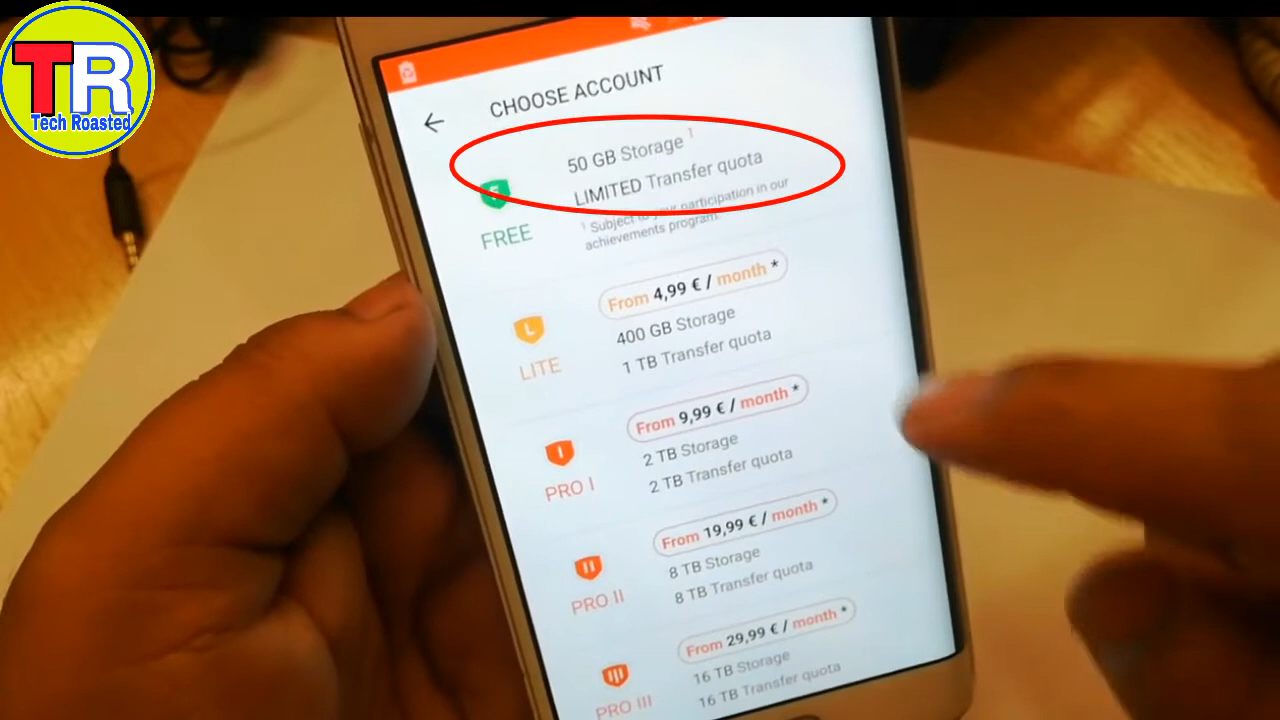 TR
Tech Roasted
CHOOSE ACCOUNT
50 GB Storage 1
LIMITED Transfer quota
1 Subject to your participation in our
achievements program.
FREE
From 4,99 € / month *
L
400 GB Storage
1 TB Transfer quota
LITE
From 9,99 € / month *
I
2 TB Storage
2 TB Transfer quota
PRO I
From 19,99 € / month *
II
8 TB Storage
8 TB Transfer quota
PRO II
From 29,99 € / month *
III
16 TB Storage
16 TB Transfer quota
PRO III